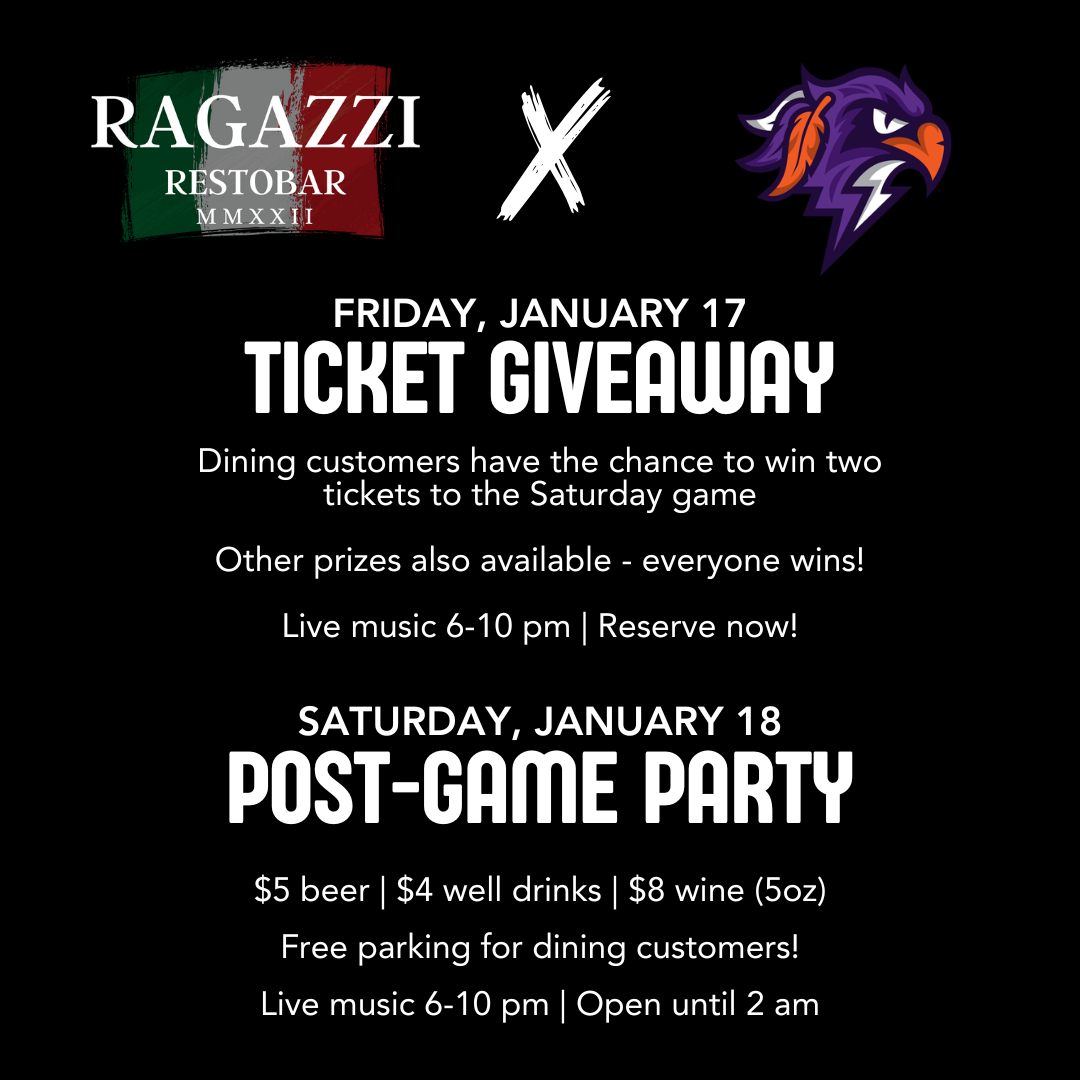 RAGAZZI
RESTOBAR
MMXXII
X
FRIDAY, JANUARY 17
TICKET GIVEAWAY
Dining customers have the chance to win two
tickets to the Saturday game
Other prizes also available - everyone wins!
Live music 6-10 pm | Reserve now!
SATURDAY, JANUARY 18
POST-GAME PARTY
$5 beer | $4 well drinks | $8 wine (5oz)
Free parking for dining customers!
Live music 6-10 pm | Open until 2 am